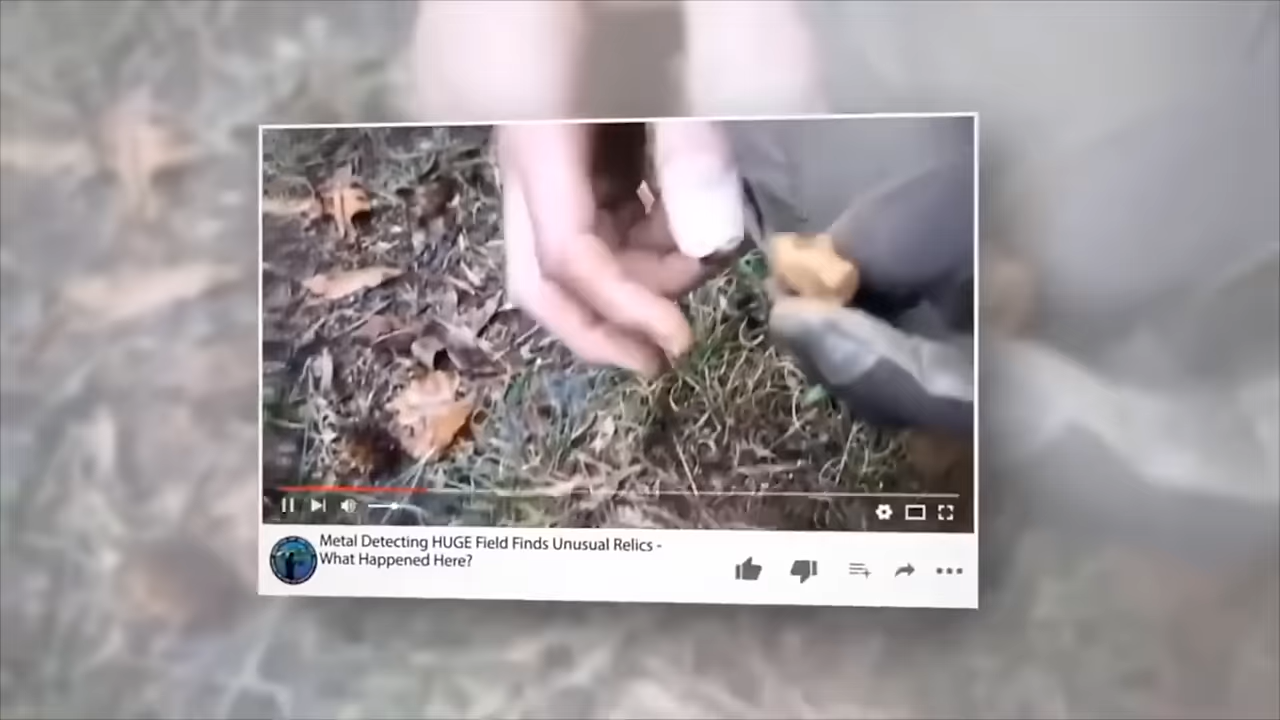 Metal Detecting HUGE Field Finds Unusual Relics -
What Happened Here?